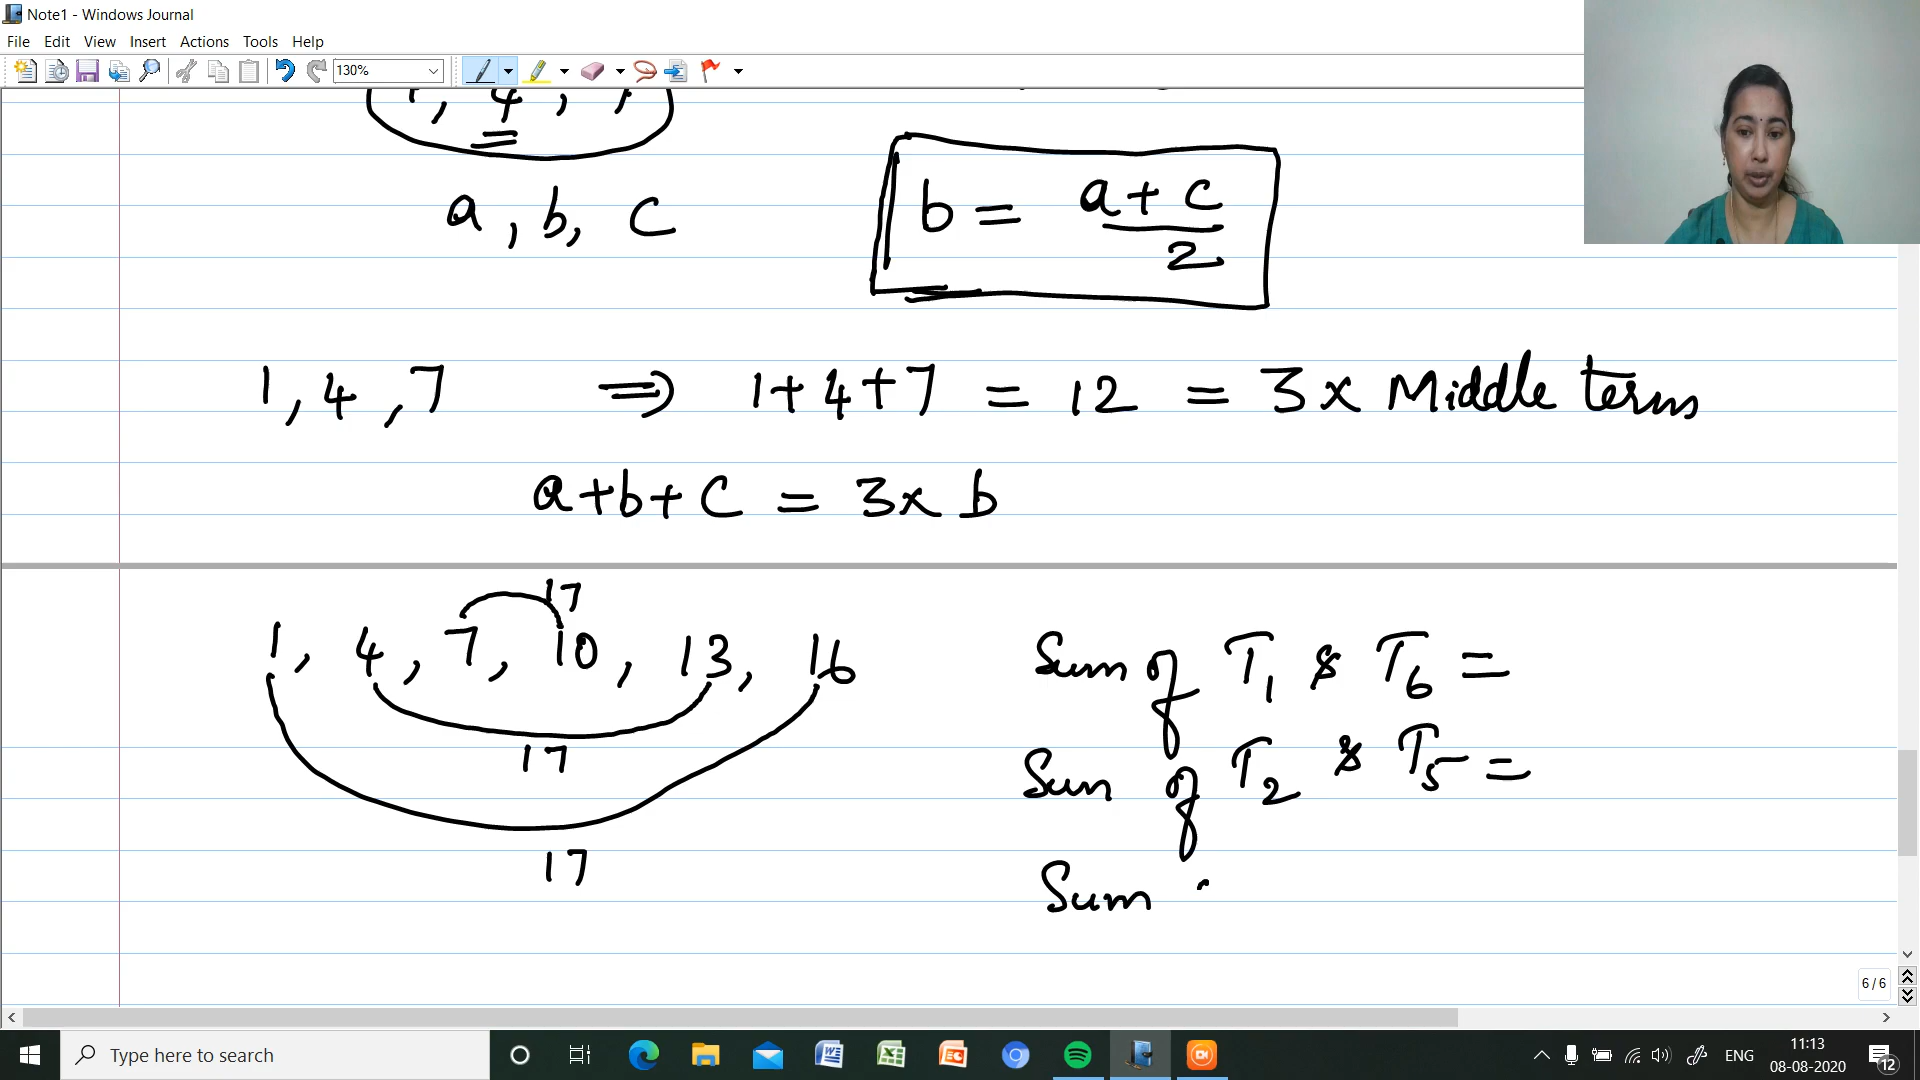 Note1 - Windows Journal
File Edit View Insert Actions Tools Help
130%
a, b, c
b = a+c
2
1, 4, 7 ⇒ 1+4+7 = 12 = 3 x Middle term
a+b+c = 3x b
17
1, 4, 7, 10, 13, 16
17
17
Sum of T1 & T6 =
Sum of T2 & T5 =
Sum
6 / 6
Type here to search
ENG
11:13
08-08-2020
12